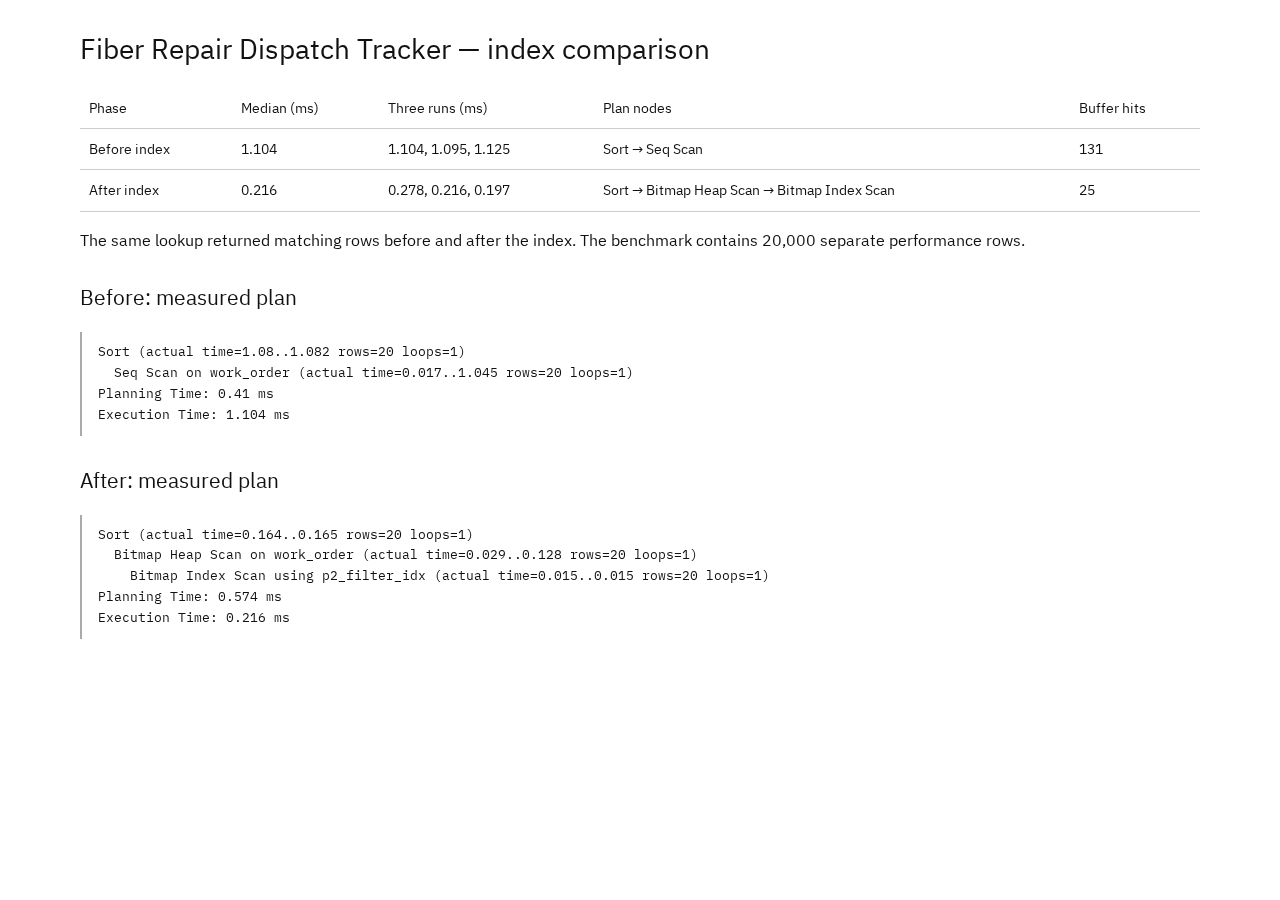 Fiber Repair Dispatch Tracker — index comparison
Phase Median (ms) Three runs (ms) Plan nodes Buffer hits
Before index 1.104 1.104, 1.095, 1.125 Sort → Seq Scan 131
After index 0.216 0.278, 0.216, 0.197 Sort → Bitmap Heap Scan → Bitmap Index Scan 25
The same lookup returned matching rows before and after the index. The benchmark contains 20,000 separate performance rows.
Before: measured plan
Sort (actual time=1.08..1.082 rows=20 loops=1)
  Seq Scan on work_order (actual time=0.017..1.045 rows=20 loops=1)
Planning Time: 0.41 ms
Execution Time: 1.104 ms
After: measured plan
Sort (actual time=0.164..0.165 rows=20 loops=1)
  Bitmap Heap Scan on work_order (actual time=0.029..0.128 rows=20 loops=1)
    Bitmap Index Scan using p2_filter_idx (actual time=0.015..0.015 rows=20 loops=1)
Planning Time: 0.574 ms
Execution Time: 0.216 ms